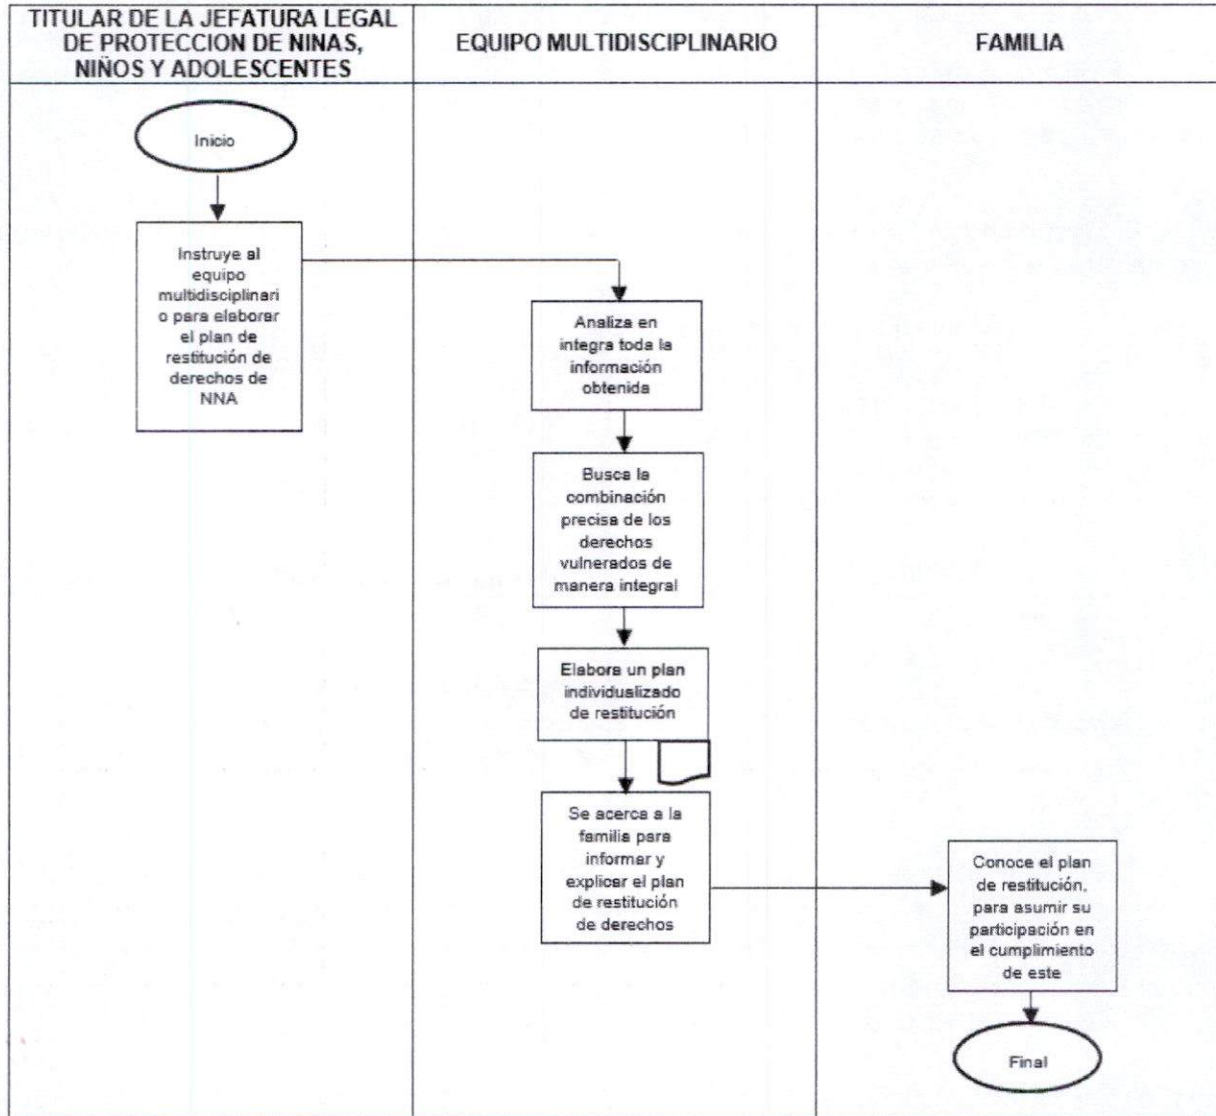 TITULAR DE LA JEFATURA LEGAL
DE PROTECCION DE NINAS,
NIÑOS Y ADOLESCENTES
EQUIPO MULTIDISCIPLINARIO
FAMILIA
Inicio
Instruye al
equipo
multidisciplinari
o para elaborar
el plan de
restitución de
derechos de
NNA
Analiza en
integra toda la
información
obtenida
Busca la
combinación
precisa de los
derechos
vulnerados de
manera integral
Elabora un plan
individualizado
de restitución
Se acerca a la
familia para
informar y
explicar el plan
de restitución
de derechos
Conoce el plan
de restitución,
para asumir su
participación en
el cumplimiento
de este
Final